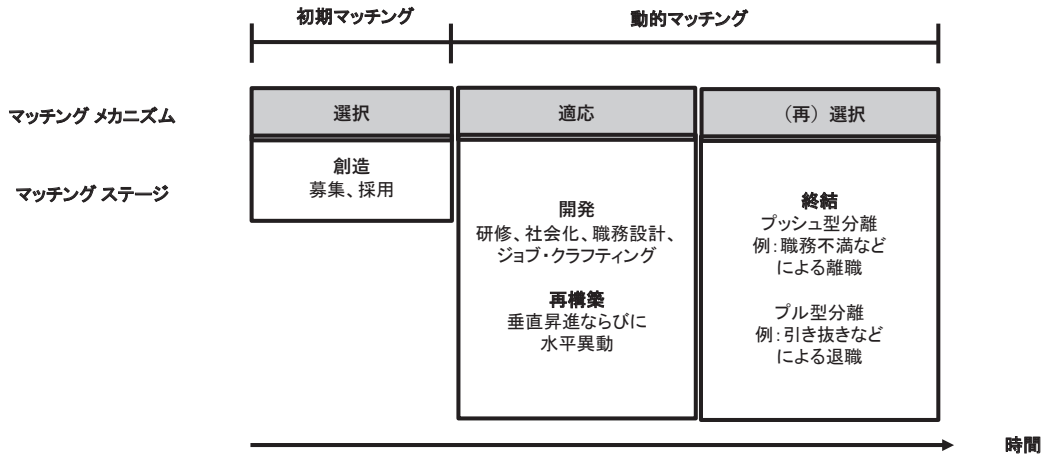 初期マッチング
動的マッチング
マッチング メカニズム
選択
適応
（再）選択
マッチング ステージ
創造
募集、採用
開発
研修、社会化、職務設計、
ジョブ・クラフティング
再構築
垂直昇進ならびに
水平異動
終結
プッシュ型分離
例：職務不満など
による離職
プル型分離
例：引き抜きなど
による退職
時間